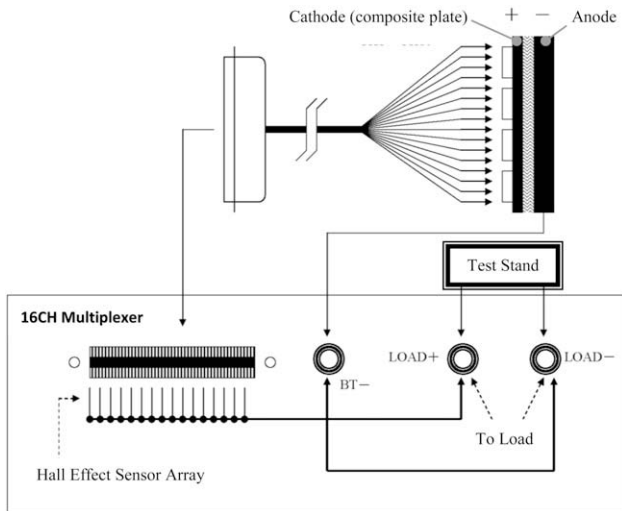 Cathode (composite plate) + − Anode
Test Stand
16CH Multiplexer
LOAD+ LOAD−
BT−
To Load
Hall Effect Sensor Array